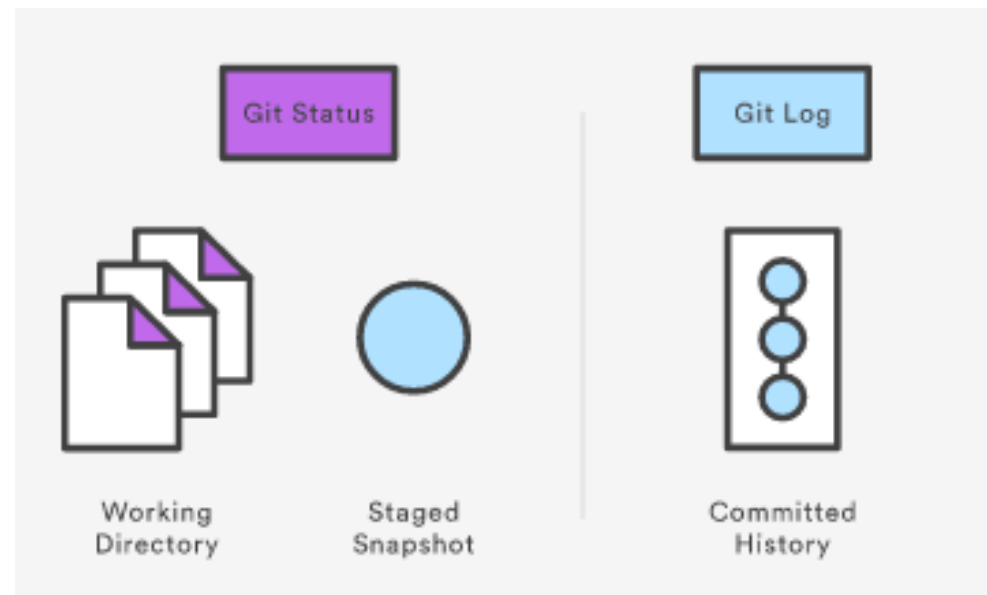 Git Status
Git Log
Working
Directory
Staged
Snapshot
Committed
History